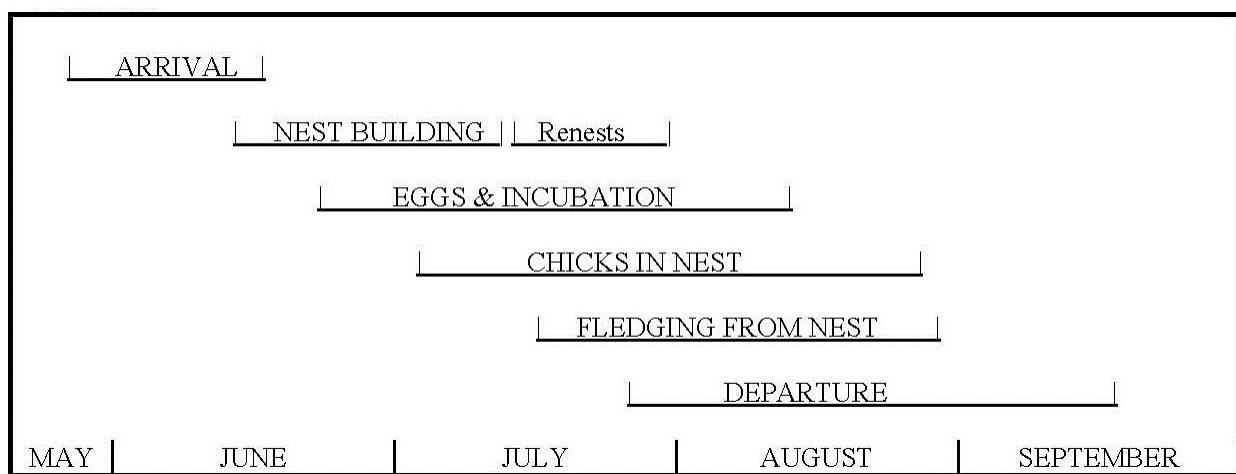 ARRIVAL
NEST BUILDING Renests
EGGS & INCUBATION
CHICKS IN NEST
FLEDGING FROM NEST
DEPARTURE
MAY JUNE JULY AUGUST SEPTEMBER